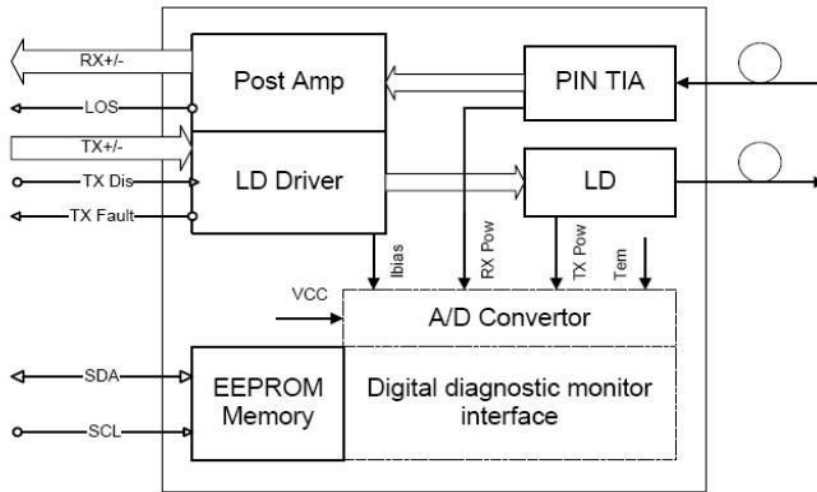 RX+/-
Post Amp
PIN TIA
LOS
TX+/-
TX Dis
LD Driver
LD
TX Fault
Ibias
RX Pow
TX Pow
Tem
VCC
A/D Convertor
SDA
EEPROM
Memory
Digital diagnostic monitor
interface
SCL